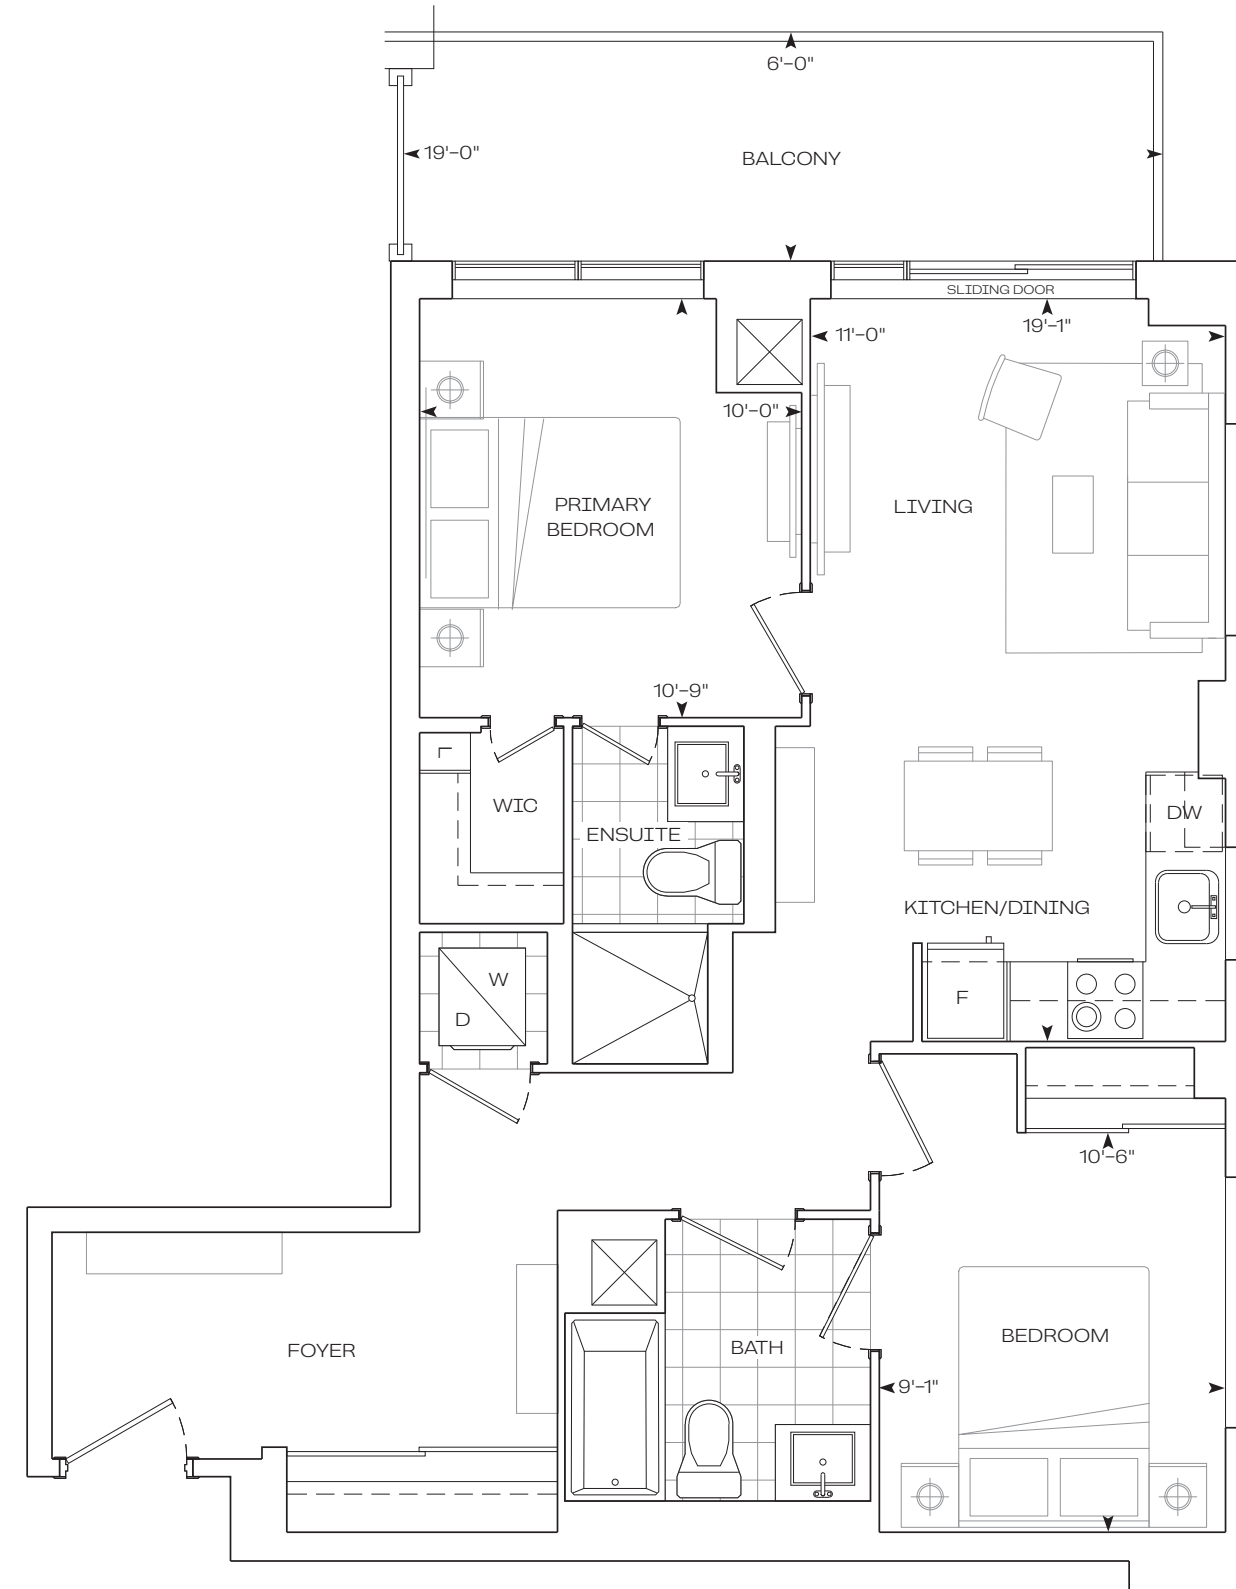 6'-0"
19'-0"
BALCONY
SLIDING DOOR
11'-0"
19'-1"
10'-0"
PRIMARY
BEDROOM
LIVING
10'-9"
L
WIC
ENSUITE
DW
KITCHEN/DINING
W
D
F
10'-6"
BEDROOM
BATH
FOYER
9'-1"